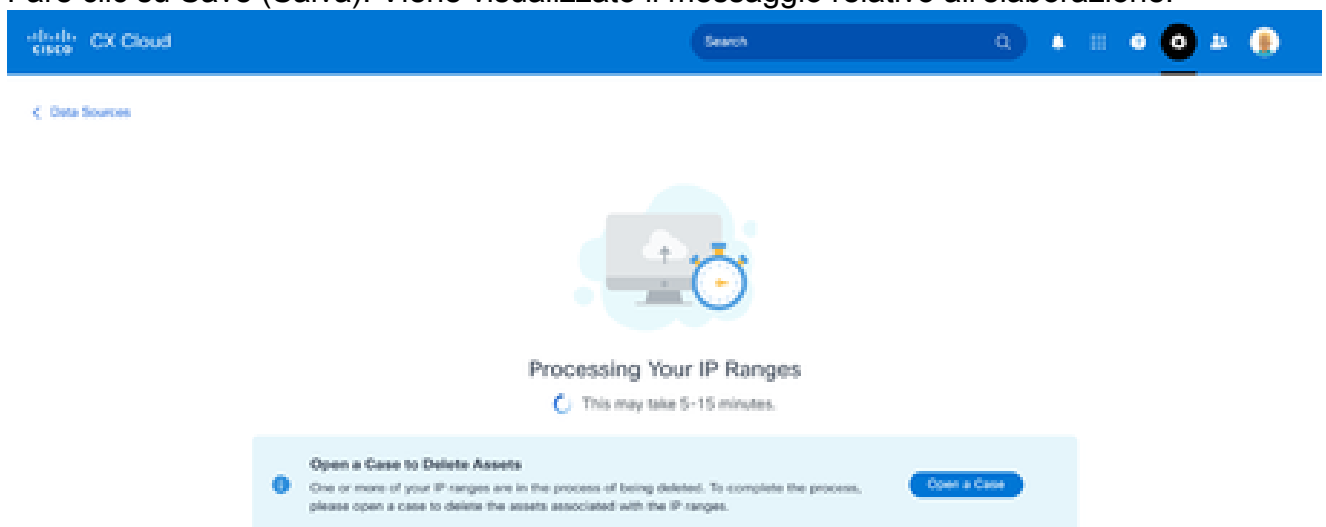 Fare clic su Save (Salva). Viene visualizzato il messaggio relativo all'elaborazione.
CISCO CX Cloud Search
Data Sources
Processing Your IP Ranges
This may take 5-15 minutes.
Open a Case to Delete Assets
One or more of your IP ranges are in the process of being deleted. To complete the process,
please open a case to delete the assets associated with the IP ranges.
Open a Case